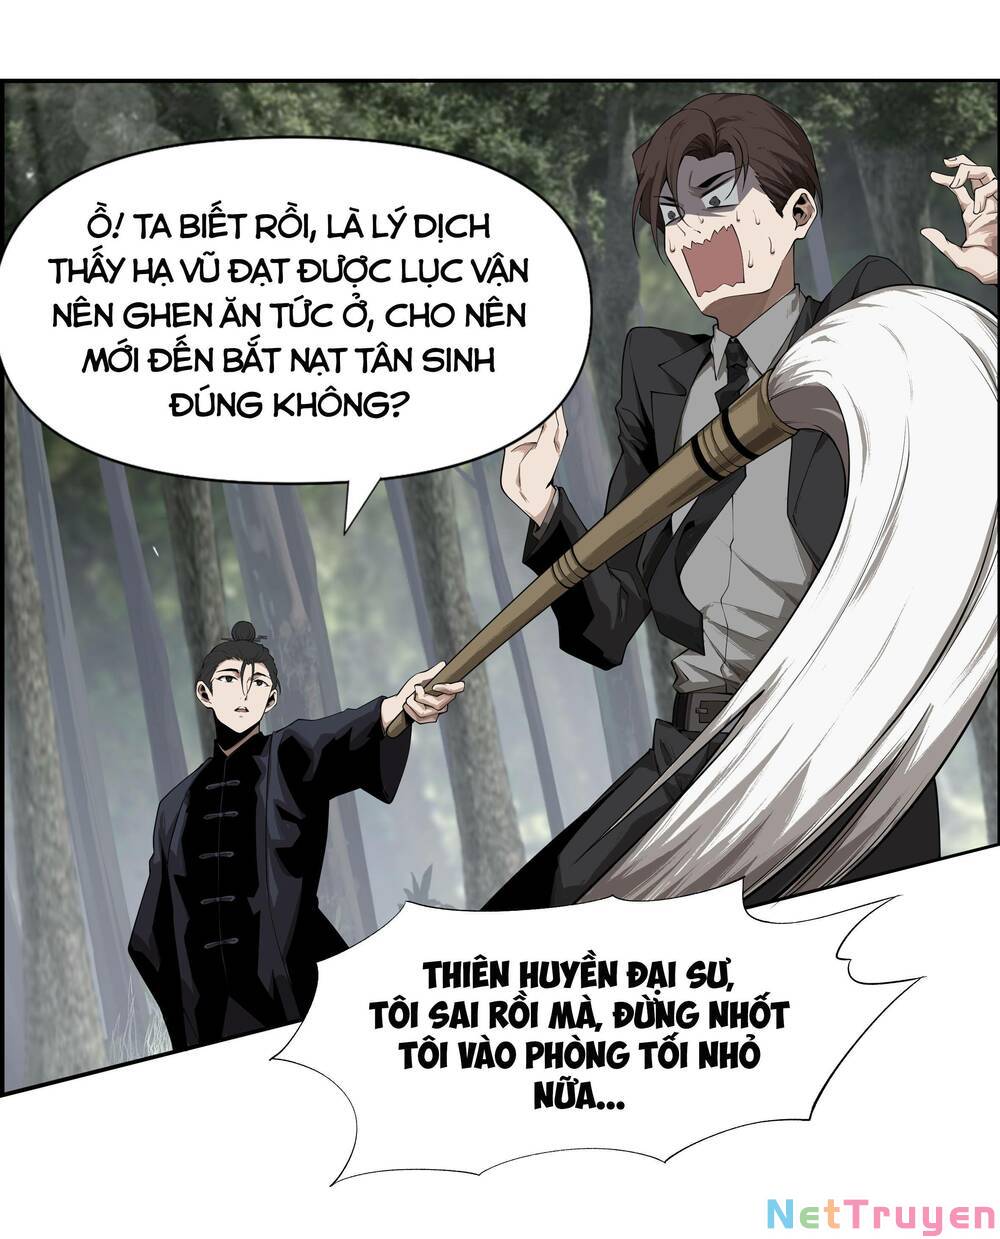 Ồ! TA BIẾT RỒI, LÀ LÝ DỊCH
THẤY HẠ VŨ ĐẠT ĐƯỢC LỤC VẬN
NÊN GHEN ĂN TỨC Ở, CHO NÊN
MỚI ĐẾN BẮT NẠT TÂN SINH
ĐÚNG KHÔNG?
THIÊN HUYỀN ĐẠI SƯ,
TÔI SAI RỒI MÀ, ĐỪNG NHỐT
TÔI VÀO PHÒNG TỐI NHỎ
NỮA...
NetTruyen